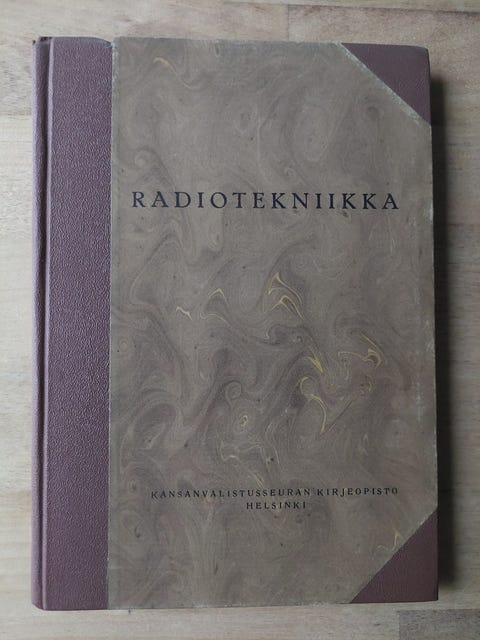 RADIOTEKNIIKKA
KANSANVALISTUSSEURAN KIRJEOPISTO
HELSINKI